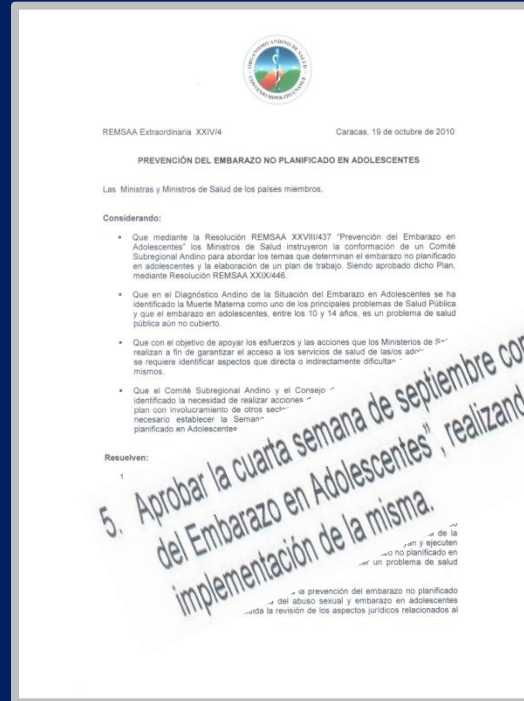 ORGANISMO ANDINO DE SALUD
CONVENIO HIPOLITO UNANUE
REMSAA Extraordinaria XXIV/4 Caracas, 19 de octubre de 2010
PREVENCIÓN DEL EMBARAZO NO PLANIFICADO EN ADOLESCENTES
Las Ministras y Ministros de Salud de los países miembros,
Considerando:
Que mediante la Resolución REMSAA XXVIII/437 "Prevención del Embarazo en
Adolescentes" los Ministros de Salud instruyeron la conformación de un Comité
Subregional Andino para abordar los temas que determinan el embarazo no planificado
en adolescentes y la elaboración de un plan de trabajo. Siendo aprobado dicho Plan,
mediante Resolución REMSAA XXIX/446.
Que en el Diagnóstico Andino de la Situación del Embarazo en Adolescentes se ha
identificado la Muerte Materna como uno de los principales problemas de Salud Pública
y que el embarazo en adolescentes, entre los 10 y 14 años, es un problema de salud
pública aún no cubierto.
Que con el objetivo de apoyar los esfuerzos y las acciones que los Ministerios de
realizan a fin de garantizar el acceso a los servicios de salud de las/os
se requiere identificar aspectos que directa o indirectamente dificultan
mismos.
Que el Comité Subregional Andino y el Consejo
identificado la necesidad de realizar acciones
plan con involucramiento de otros
necesario establecer la
planificado en Adolescentes
Resuelven:
1
5. Aprobar la cuarta semana de septiembre
del Embarazo en Adolescentes",
implementación de la misma.
de la
y ejecuten
no planificado en
un problema de salud
la prevención del embarazo no planificado
del abuso sexual y embarazo en adolescentes
la revisión de los aspectos jurídicos relacionados al